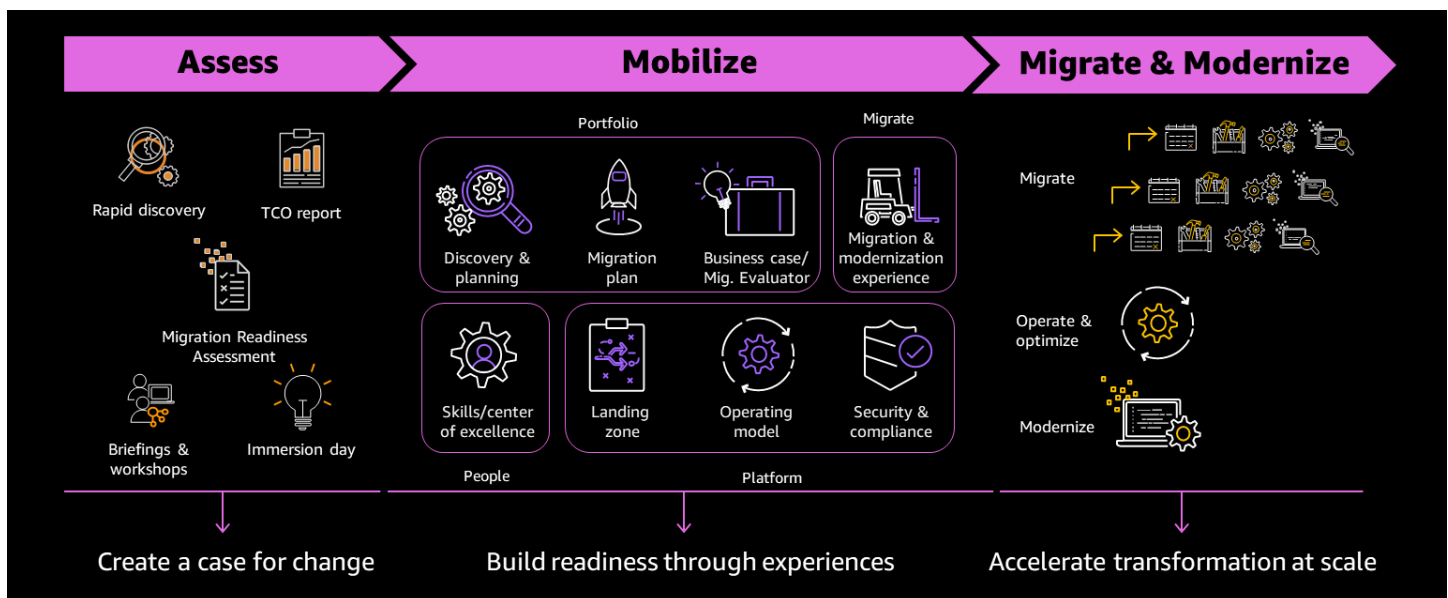 Assess
Mobilize
Migrate & Modernize
Rapid discovery
TCO report
Migration Readiness
Assessment
Briefings &
workshops
Immersion day
Portfolio
Discovery &
planning
Migration
plan
Business case/
Mig. Evaluator
Migrate
Migration &
modernization
experience
Skills/center
of excellence
People
Landing
zone
Operating
model
Security &
compliance
Platform
Migrate
Operate &
optimize
Modernize
Create a case for change
Build readiness through experiences
Accelerate transformation at scale